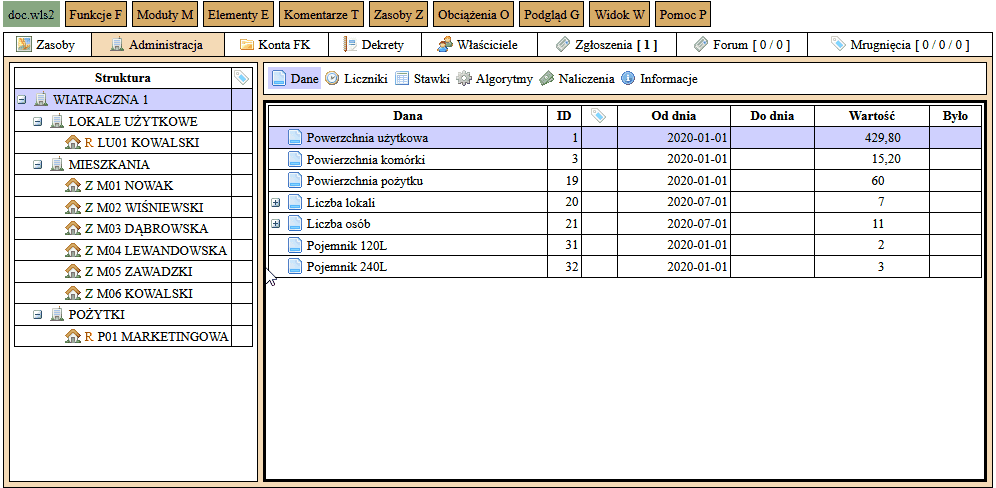 doc.wls2 Funkcje F Moduły M Elementy E Komentarze T Zasoby Z Obciążenia O Podgląd G Widok W Pomoc P
Zasoby Administracja Konta FK Dekrety Właściciele Zgłoszenia [ 1 ] Forum [ 0 / 0 ] Mrugnięcia [ 0 / 0 / 0 ]
Struktura
WIATRACZNA 1
LOKALE UŻYTKOWE
R LU01 KOWALSKI
MIESZKANIA
Z M01 NOWAK
Z M02 WIŚNIEWSKI
Z M03 DĄBROWSKA
Z M04 LEWANDOWSKA
Z M05 ZAWADZKI
Z M06 KOWALSKI
POŻYTKI
R P01 MARKETINGOWA
Dane Liczniki Stawki Algorytmy Naliczenia Informacje
Dana ID Od dnia Do dnia Wartość Było
Powerzchnia użytkowa 1 2020-01-01 429,80
Powierzchnia komórki 3 2020-01-01 15,20
Powierzchnia pożytku 19 2020-01-01 60
Liczba lokali 20 2020-07-01 7
Liczba osób 21 2020-07-01 11
Pojemnik 120L 31 2020-01-01 2
Pojemnik 240L 32 2020-01-01 3